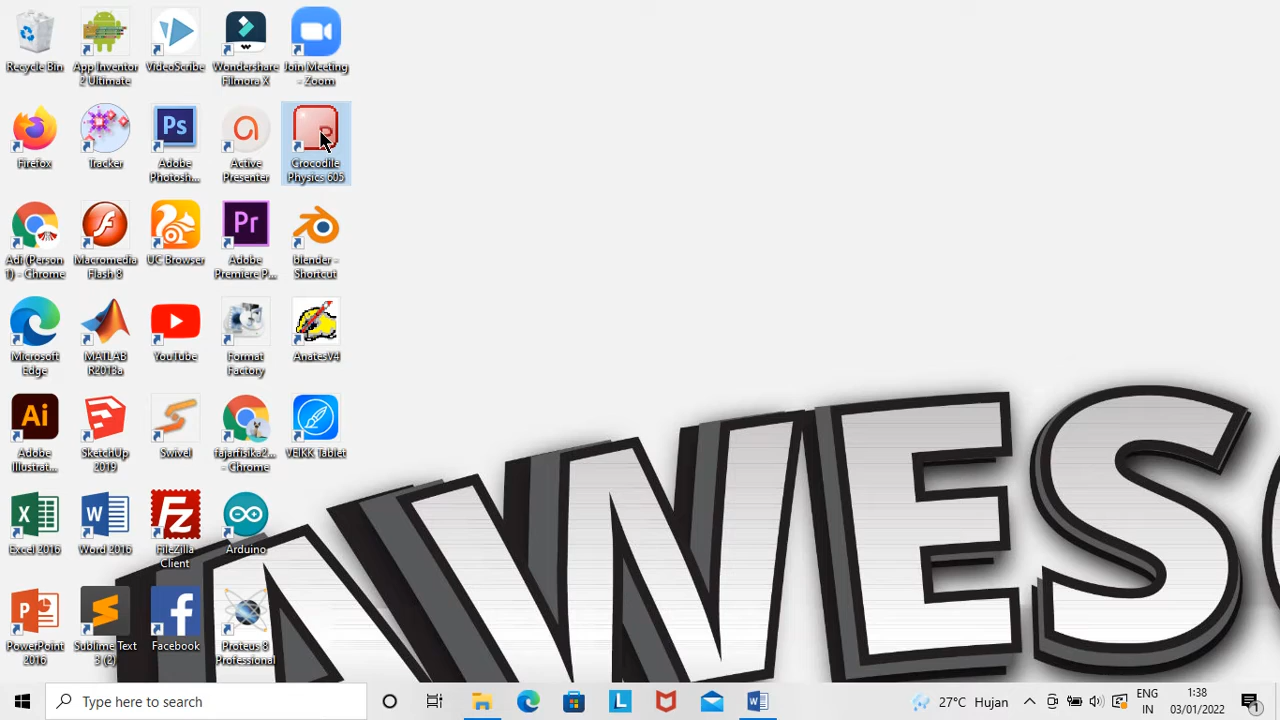 Recycle Bin
App Inventor
2 Ultimate
VideoScribe
Wondershare
Filmora X
Join Meeting
- Zoom
Firefox
Tracker
Ps
Adobe
Photosh...
Active
Presenter
Crocodile
Physics 605
Adi (Person
1) - Chrome
Macromedia
Flash 8
UC Browser
Pr
Adobe
Premiere P...
blender -
Shortcut
Microsoft
Edge
MATLAB
R2013a
YouTube
Format
Factory
AnatesV4
Ai
Adobe
Illustrat...
SketchUp
2019
Swivel
fajarfisika2...
- Chrome
VEIKK Tablet
Excel 2016
Word 2016
Fz
FileZilla
Client
Arduino
PowerPoint
2016
Sublime Text
3 (2)
Facebook
Proteus 8
Professional
AWES
Type here to search
27°C Hujan
ENG
IN
1:38
03/01/2022